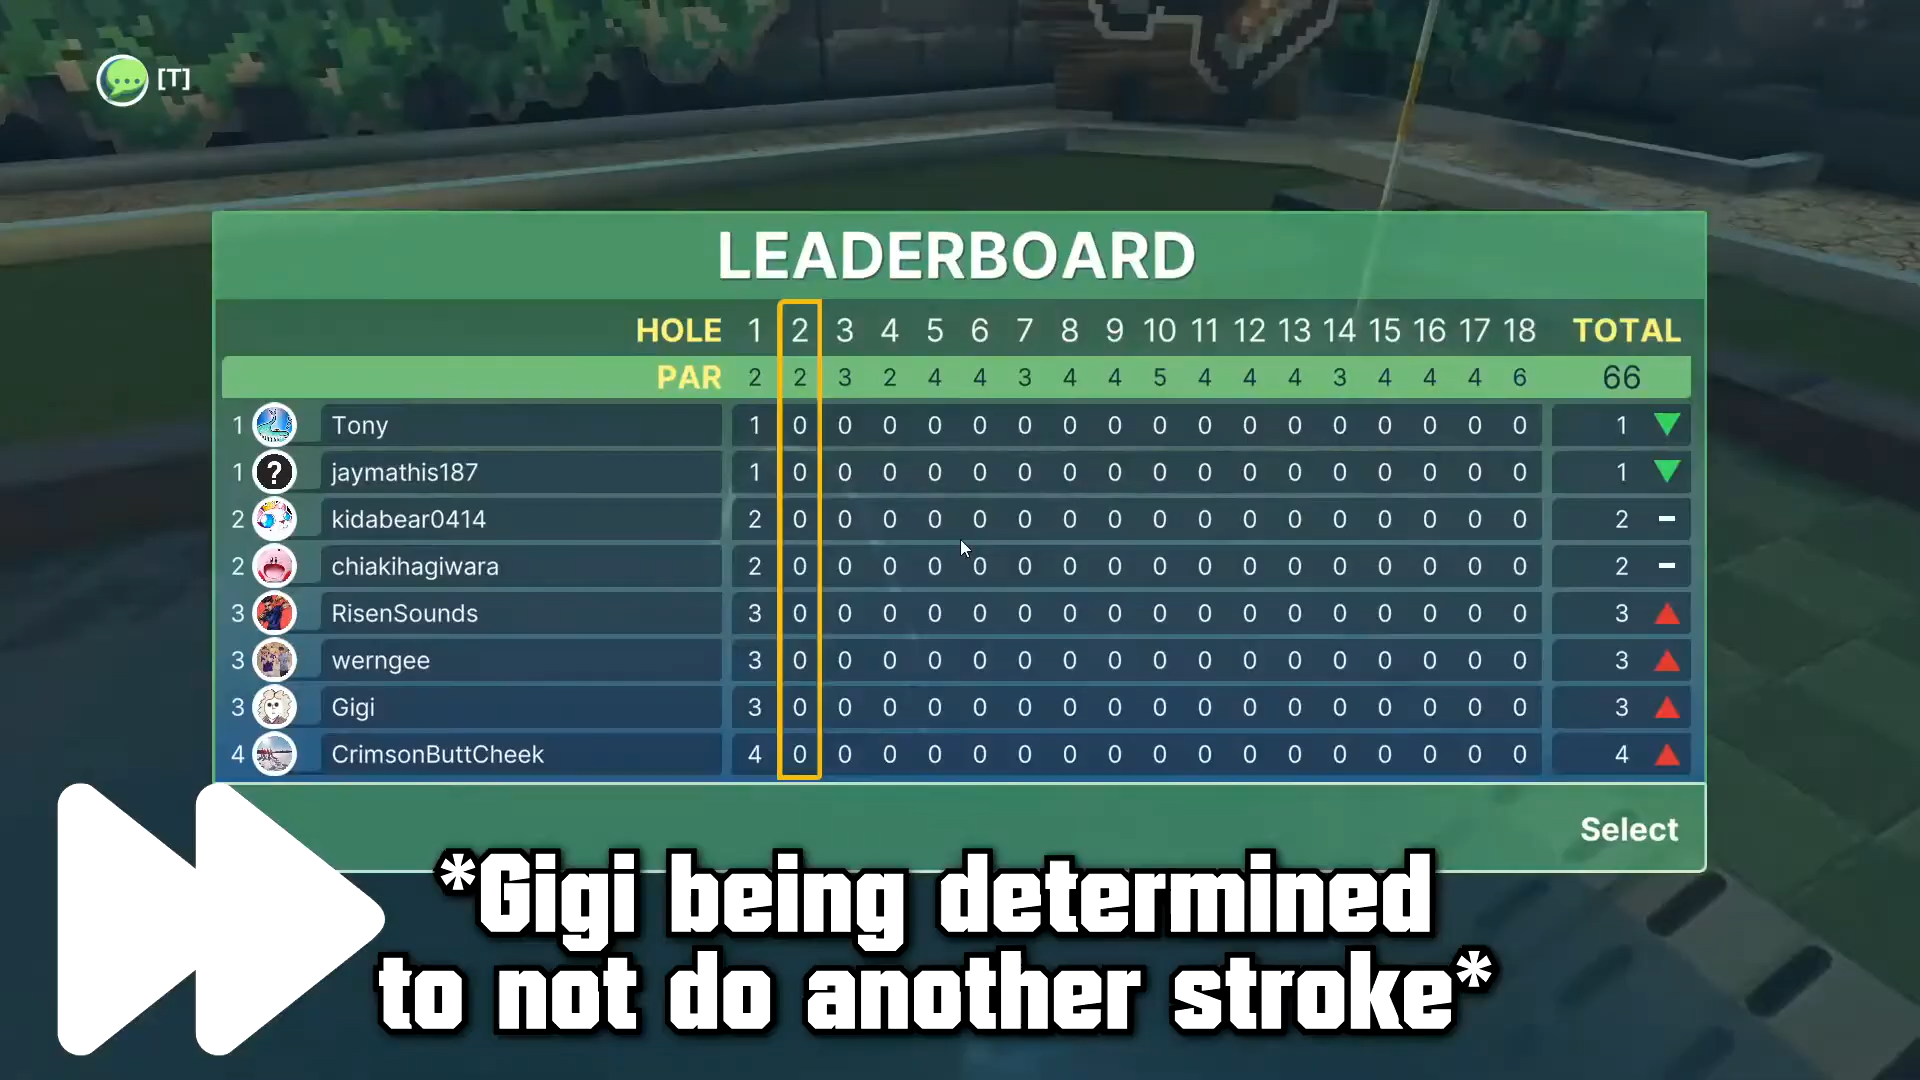 [T]
LEADERBOARD
HOLE 1 2 3 4 5 6 7 8 9 10 11 12 13 14 15 16 17 18 TOTAL
PAR 2 2 3 2 4 4 3 4 4 5 4 4 4 3 4 4 4 6 66
1 Tony 1 0 0 0 0 0 0 0 0 0 0 0 0 0 0 0 0 0 1
1 ? jaymathis187 1 0 0 0 0 0 0 0 0 0 0 0 0 0 0 0 0 0 1
2 kidabear0414 2 0 0 0 0 0 0 0 0 0 0 0 0 0 0 0 0 0 2
2 chiakihagiwara 2 0 0 0 0 0 0 0 0 0 0 0 0 0 0 0 0 0 2
3 RisenSounds 3 0 0 0 0 0 0 0 0 0 0 0 0 0 0 0 0 0 3
3 werngee 3 0 0 0 0 0 0 0 0 0 0 0 0 0 0 0 0 0 3
3 Gigi 3 0 0 0 0 0 0 0 0 0 0 0 0 0 0 0 0 0 3
4 CrimsonButtCheek 4 0 0 0 0 0 0 0 0 0 0 0 0 0 0 0 0 0 4
Select
*Gigi being determined
to not do another stroke*